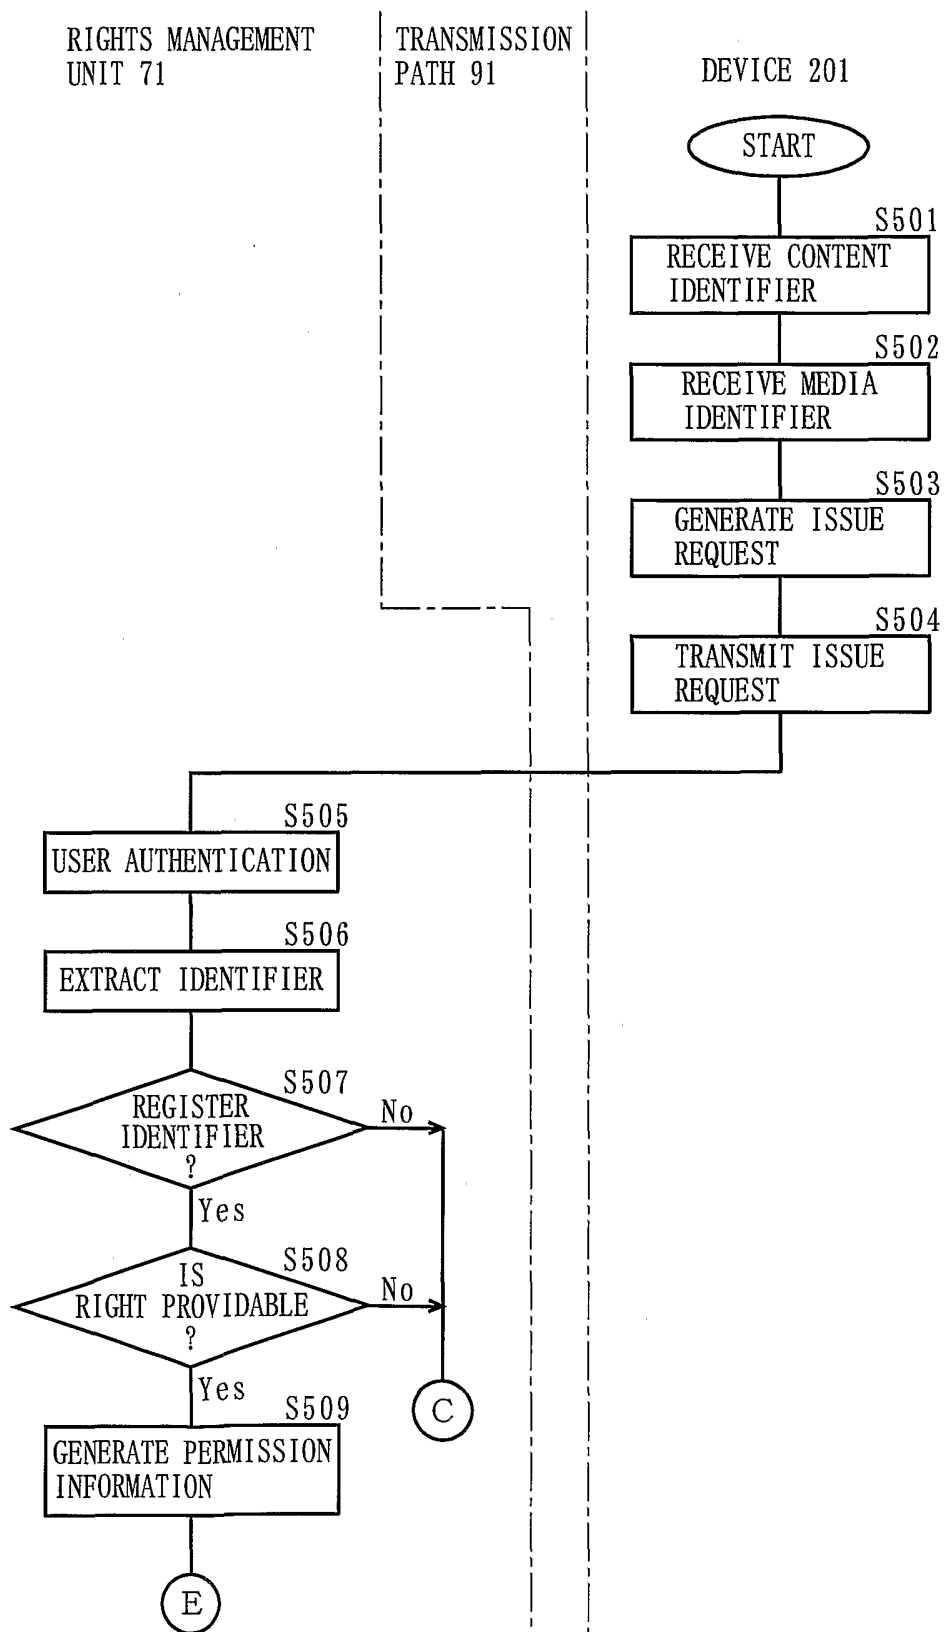 RIGHTS MANAGEMENT
UNIT 71
TRANSMISSION
PATH 91
DEVICE 201
START
S501
RECEIVE CONTENT
IDENTIFIER
S502
RECEIVE MEDIA
IDENTIFIER
S503
GENERATE ISSUE
REQUEST
S504
TRANSMIT ISSUE
REQUEST
S505
USER AUTHENTICATION
S506
EXTRACT IDENTIFIER
S507
REGISTER
IDENTIFIER
?
No
Yes
S508
IS
RIGHT PROVIDABLE
?
No
Yes
C
S509
GENERATE PERMISSION
INFORMATION
E